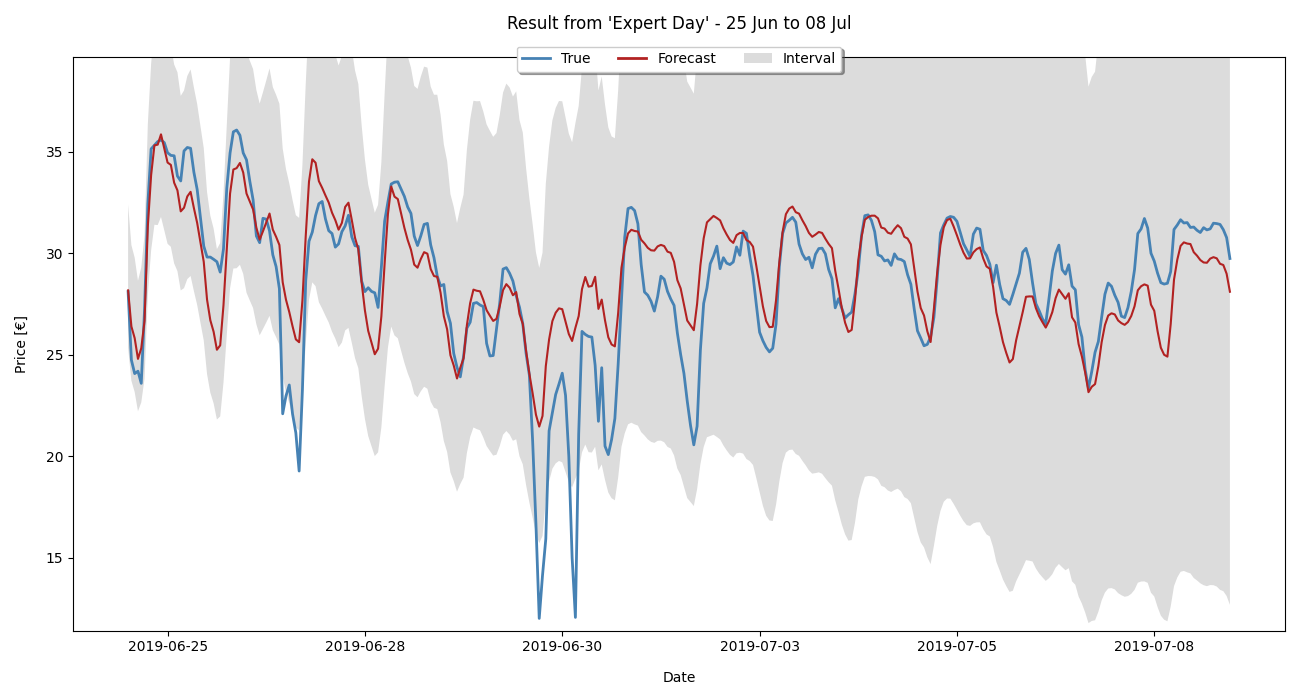 Result from 'Expert Day' - 25 Jun to 08 Jul
True Forecast Interval
35
30
25
20
15
Price [€]
2019-06-25 2019-06-28 2019-06-30 2019-07-03 2019-07-05 2019-07-08
Date